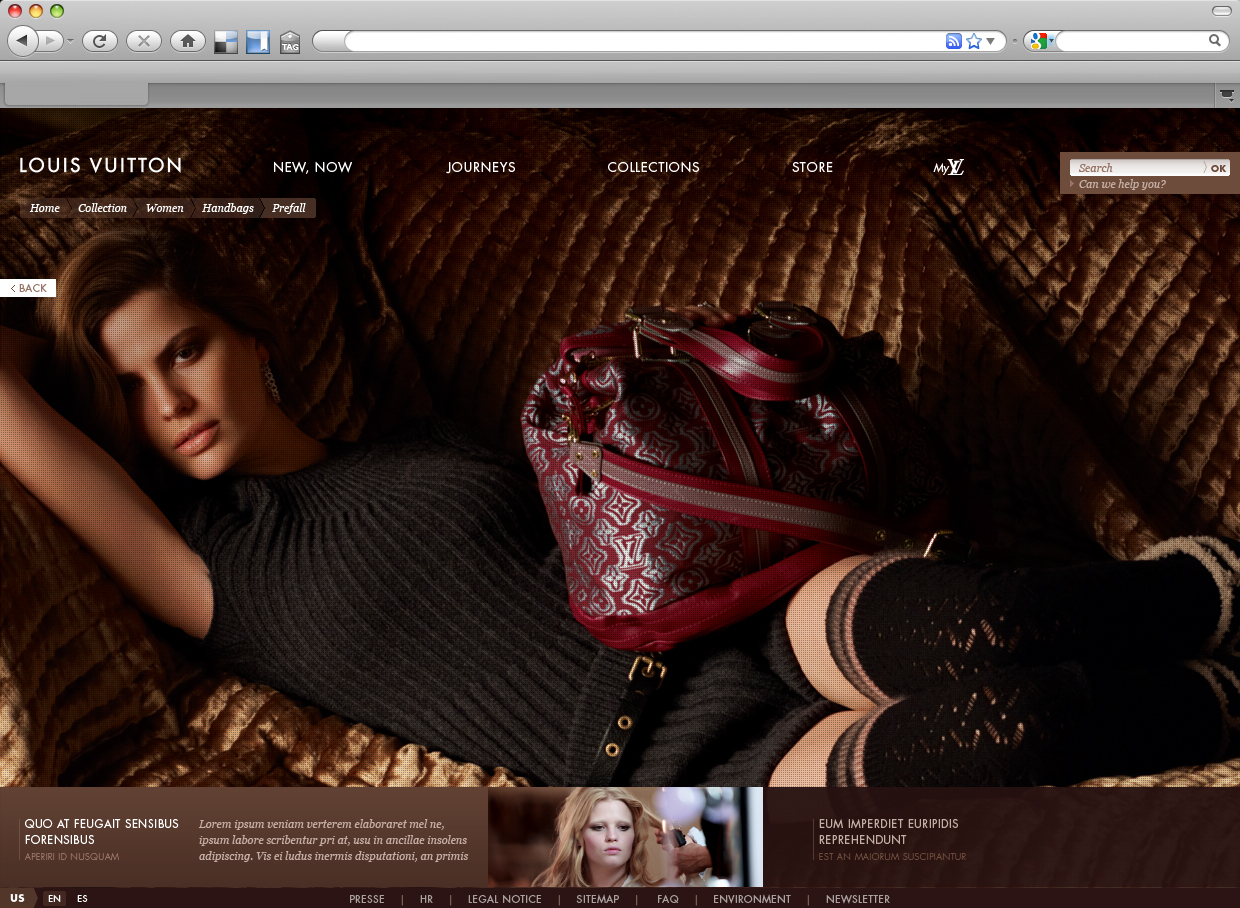 TAG
LOUIS VUITTON
NEW, NOW
JOURNEYS
COLLECTIONS
STORE
My LV
Search
OK
Can we help you?
Home
Collection
Women
Handbags
Prefall
BACK
QUO AT FEUGAIT SENSIBUS
FORENSIBUS
APERIRI ID NUSQUAM
Lorem ipsum veniam verterem elaboraret mel ne,
ipsum labore scribentur pri at, usu in ancillae insolens
adipiscing. Vis ei ludus inermis disputationi, an primis
EUM IMPERDIET EURIPIDIS
REPREHENDUNT
EST AN MAIORUM SUSCIPIANTUR
US
EN
ES
PRESSE | HR | LEGAL NOTICE | SITEMAP | FAQ | ENVIRONMENT | NEWSLETTER